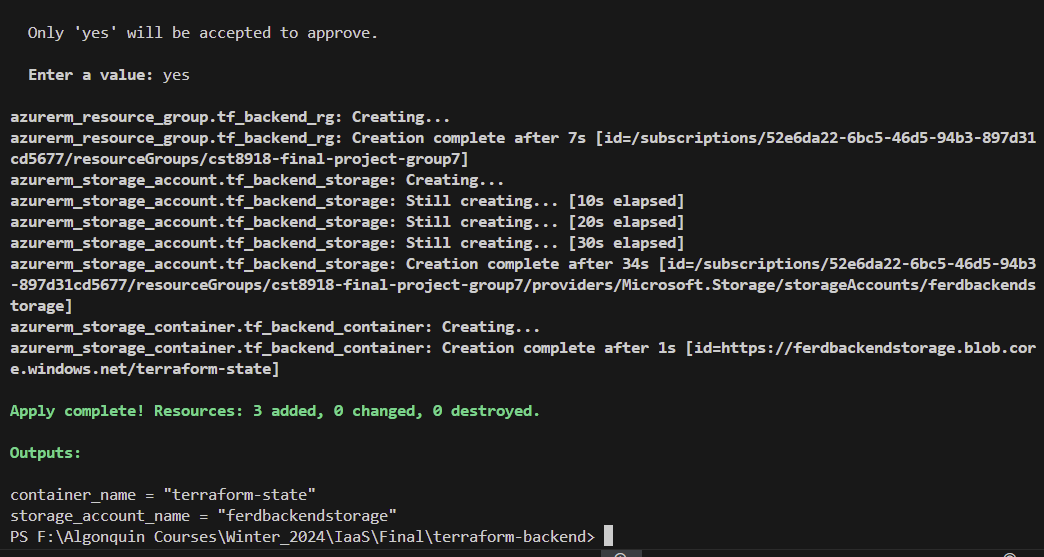 Only 'yes' will be accepted to approve.
Enter a value: yes
azurerm_resource_group.tf_backend_rg: Creating...
azurerm_resource_group.tf_backend_rg: Creation complete after 7s [id=/subscriptions/52e6da22-6bc5-46d5-94b3-897d31
cd5677/resourceGroups/cst8918-final-project-group7]
azurerm_storage_account.tf_backend_storage: Creating...
azurerm_storage_account.tf_backend_storage: Still creating... [10s elapsed]
azurerm_storage_account.tf_backend_storage: Still creating... [20s elapsed]
azurerm_storage_account.tf_backend_storage: Still creating... [30s elapsed]
azurerm_storage_account.tf_backend_storage: Creation complete after 34s [id=/subscriptions/52e6da22-6bc5-46d5-94b3
-897d31cd5677/resourceGroups/cst8918-final-project-group7/providers/Microsoft.Storage/storageAccounts/ferdbackends
torage]
azurerm_storage_container.tf_backend_container: Creating...
azurerm_storage_container.tf_backend_container: Creation complete after 1s [id=https://ferdbackendstorage.blob.cor
e.windows.net/terraform-state]
Apply complete! Resources: 3 added, 0 changed, 0 destroyed.
Outputs:
container_name = "terraform-state"
storage_account_name = "ferdbackendstorage"
PS F:\Algonquin Courses\Winter_2024\IaaS\Final\terraform-backend>